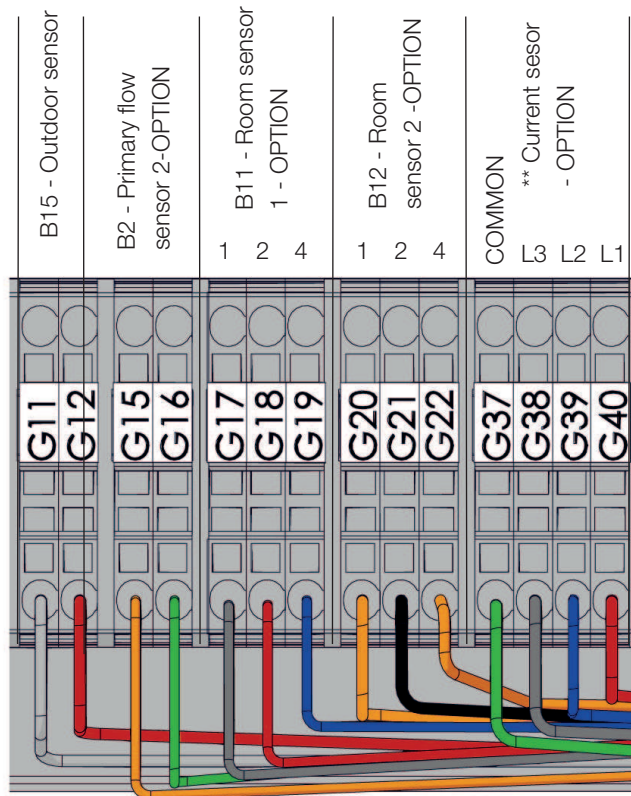 B15 - Outdoor sensor
B2 - Primary flow
sensor 2-OPTION
B11 - Room sensor
1 - OPTION
B12 - Room
sensor 2 -OPTION
** Current sesor
- OPTION
1 2 4 1 2 4 COMMON L3 L2 L1
G11 G12 G15 G16 G17 G18 G19 G20 G21 G22 G37 G38 G39 G40